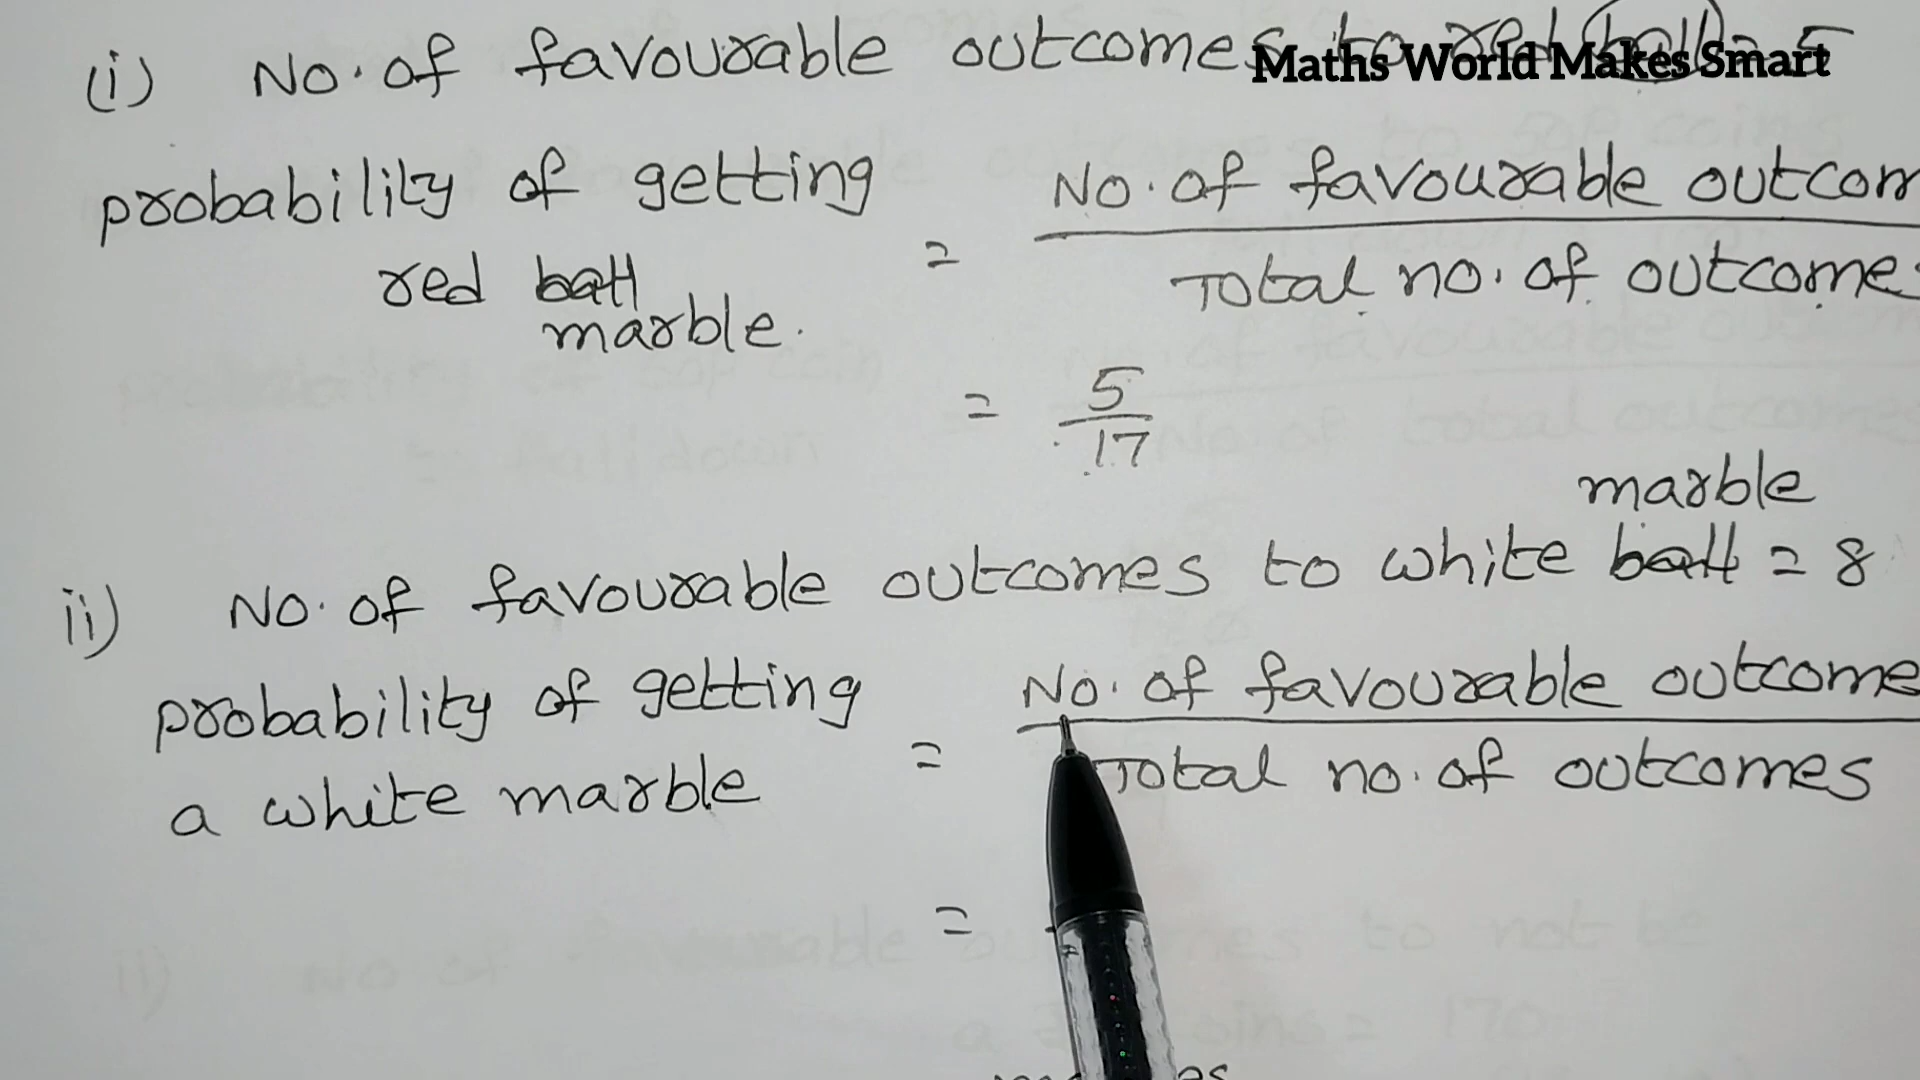 (i) No. of favourable outcomes to red ball = 5
Maths World Makes Smart
probability of getting
red ball
marble.
= No. of favourable outcom
Total no. of outcomes
= 5
17
marble
ii) No. of favourable outcomes to white ball = 8
probability of getting
a white marble
= No. of favourable outcome
Total no. of outcomes
=